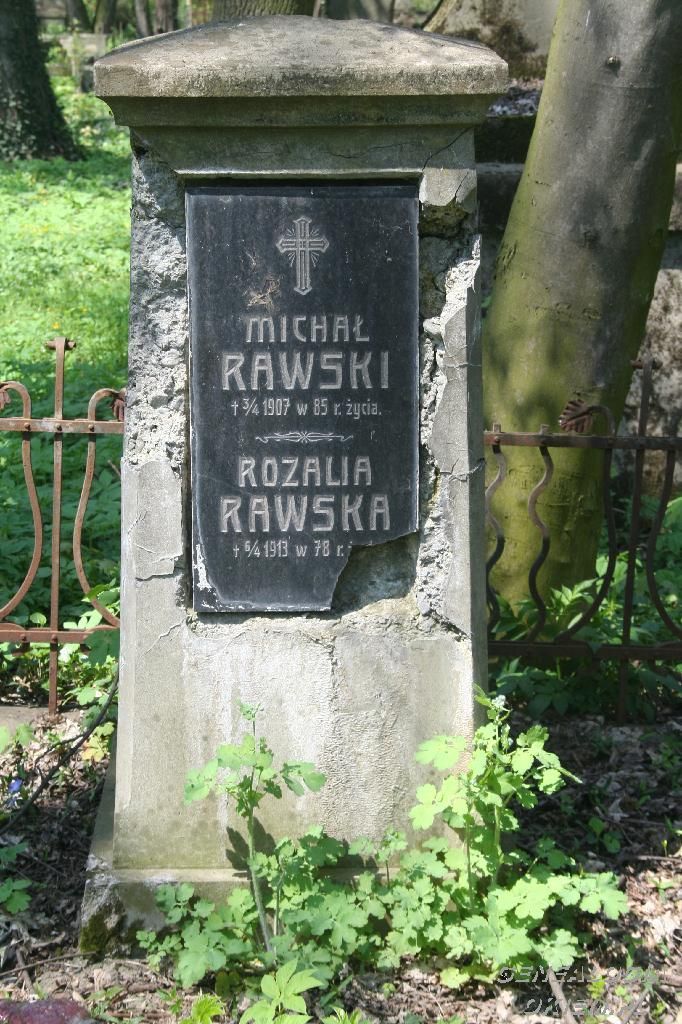 MICHAŁ
RAWSKI
† 3/4 1907 w 85 r. życia.
ROZALIA
RAWSKA
† 6/4 1913 w 78 r.